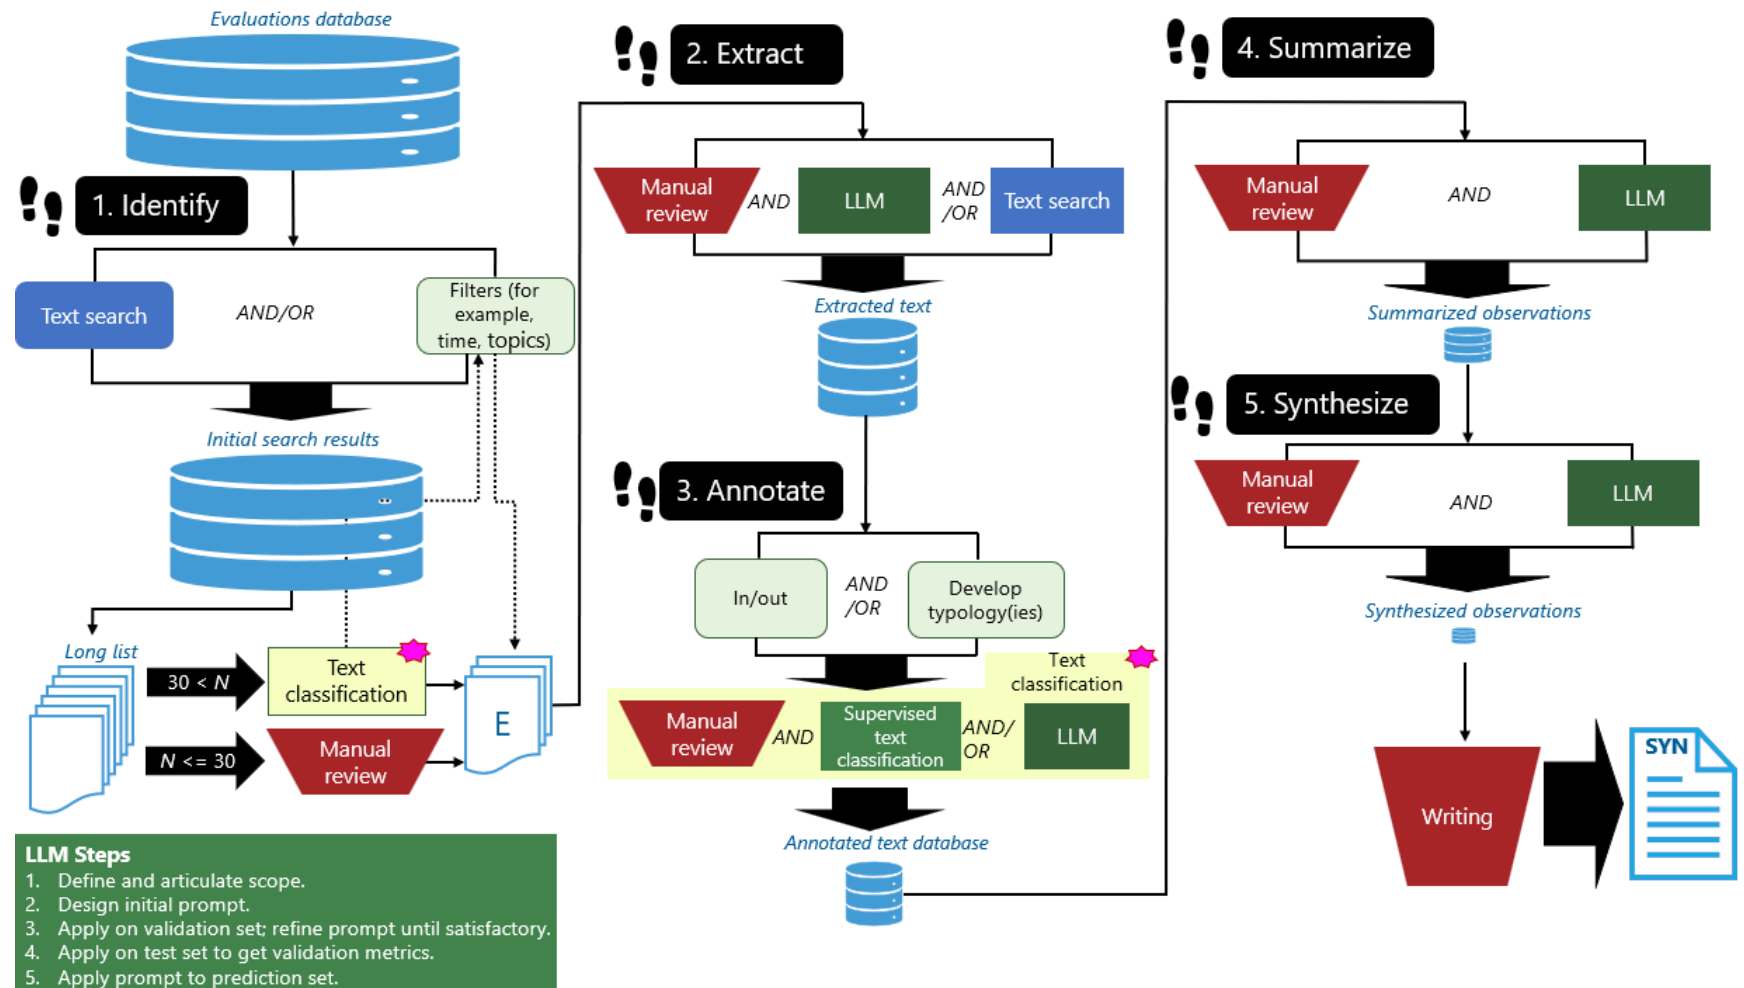 Evaluations database
1. Identify
Text search
AND/OR
Filters (for
example,
time, topics)
Initial search results
Long list
30 < N
Text
classification
N <= 30
Manual
review
E
LLM Steps
1. Define and articulate scope.
2. Design initial prompt.
3. Apply on validation set; refine prompt until satisfactory.
4. Apply on test set to get validation metrics.
5. Apply prompt to prediction set.
2. Extract
Manual
review
AND
LLM
AND
/OR
Text search
Extracted text
3. Annotate
In/out
AND
/OR
Develop
typology(ies)
Text
classification
Manual
review
AND
Supervised
text
classification
AND/
OR
LLM
Annotated text database
4. Summarize
Manual
review
AND
LLM
Summarized observations
5. Synthesize
Manual
review
AND
LLM
Synthesized observations
Writing
SYN